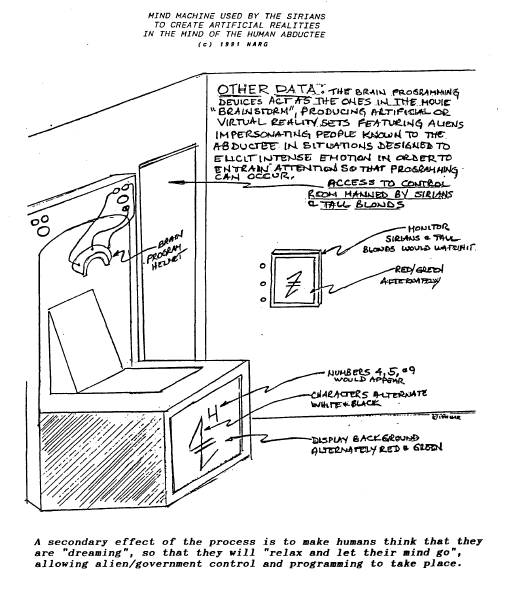 MIND MACHINE USED BY THE SIRIANS
TO CREATE ARTIFICIAL REALITIES
IN THE MIND OF THE HUMAN ABDUCTEE
(c) 1991 NARG
OTHER DATA: THE BRAIN PROGRAMMING
DEVICES ACT AS THE ONES IN THE MOVIE
"BRAINSTORM", PRODUCING ARTIFICIAL OR
VIRTUAL REALITY SETS FEATURING ALIENS
IMPERSONATING PEOPLE KNOWN TO THE
ABDUCTEE IN SITUATIONS DESIGNED TO
ELICIT INTENSE EMOTION IN ORDER TO
ENTRAIN ATTENTION SO THAT PROGRAMMING
CAN OCCUR.
ACCESS TO CONTROL
ROOM MANNED BY SIRIANS
& TALL BLONDS
BRAIN
PROGRAM
HELMET
MONITOR
SIRIANS & TALL
BLONDS WOULD WATCH IT
RED/GREEN
ALTERNATELY
NUMBERS 4, 5, & 9
WOULD APPEAR
CHARACTERS ALTERNATE
WHITE & BLACK
4
DISPLAY BACKGROUND
ALTERNATELY RED & GREEN
A secondary effect of the process is to make humans think that they
are "dreaming", so that they will "relax and let their mind go",
allowing alien/government control and programming to take place.